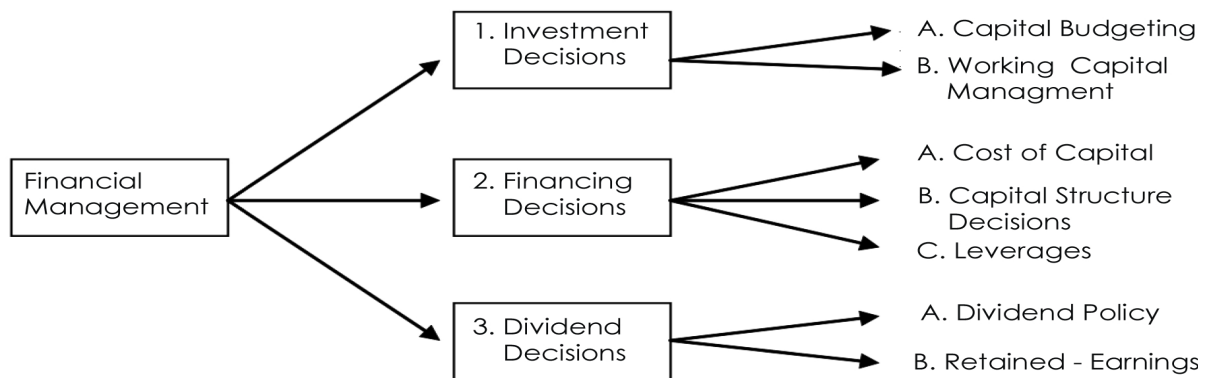 1. Investment
Decisions
A. Capital Budgeting
B. Working Capital
Managment
Financial
Management
2. Financing
Decisions
A. Cost of Capital
B. Capital Structure
Decisions
C. Leverages
3. Dividend
Decisions
A. Dividend Policy
B. Retained - Earnings